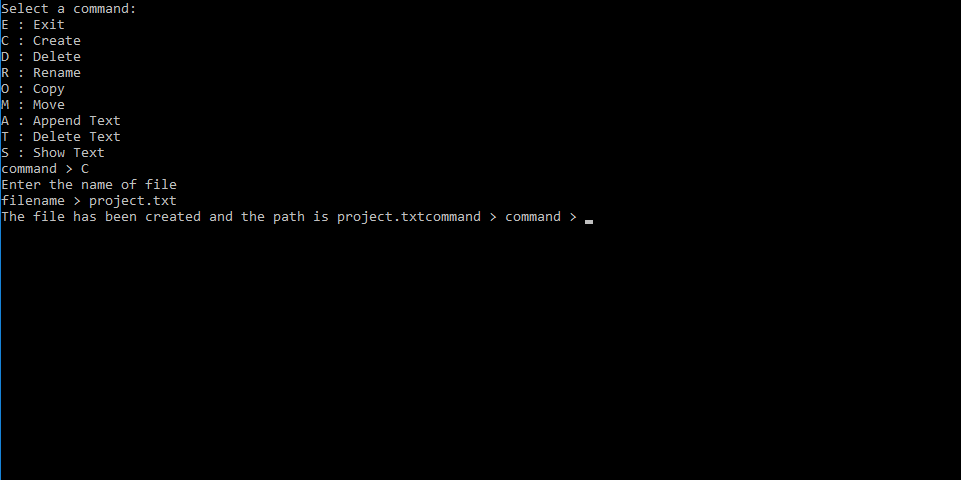 Select a command:
E : Exit
C : Create
D : Delete
R : Rename
O : Copy
M : Move
A : Append Text
T : Delete Text
S : Show Text
command > C
Enter the name of file
filename > project.txt
The file has been created and the path is project.txtcommand > command >